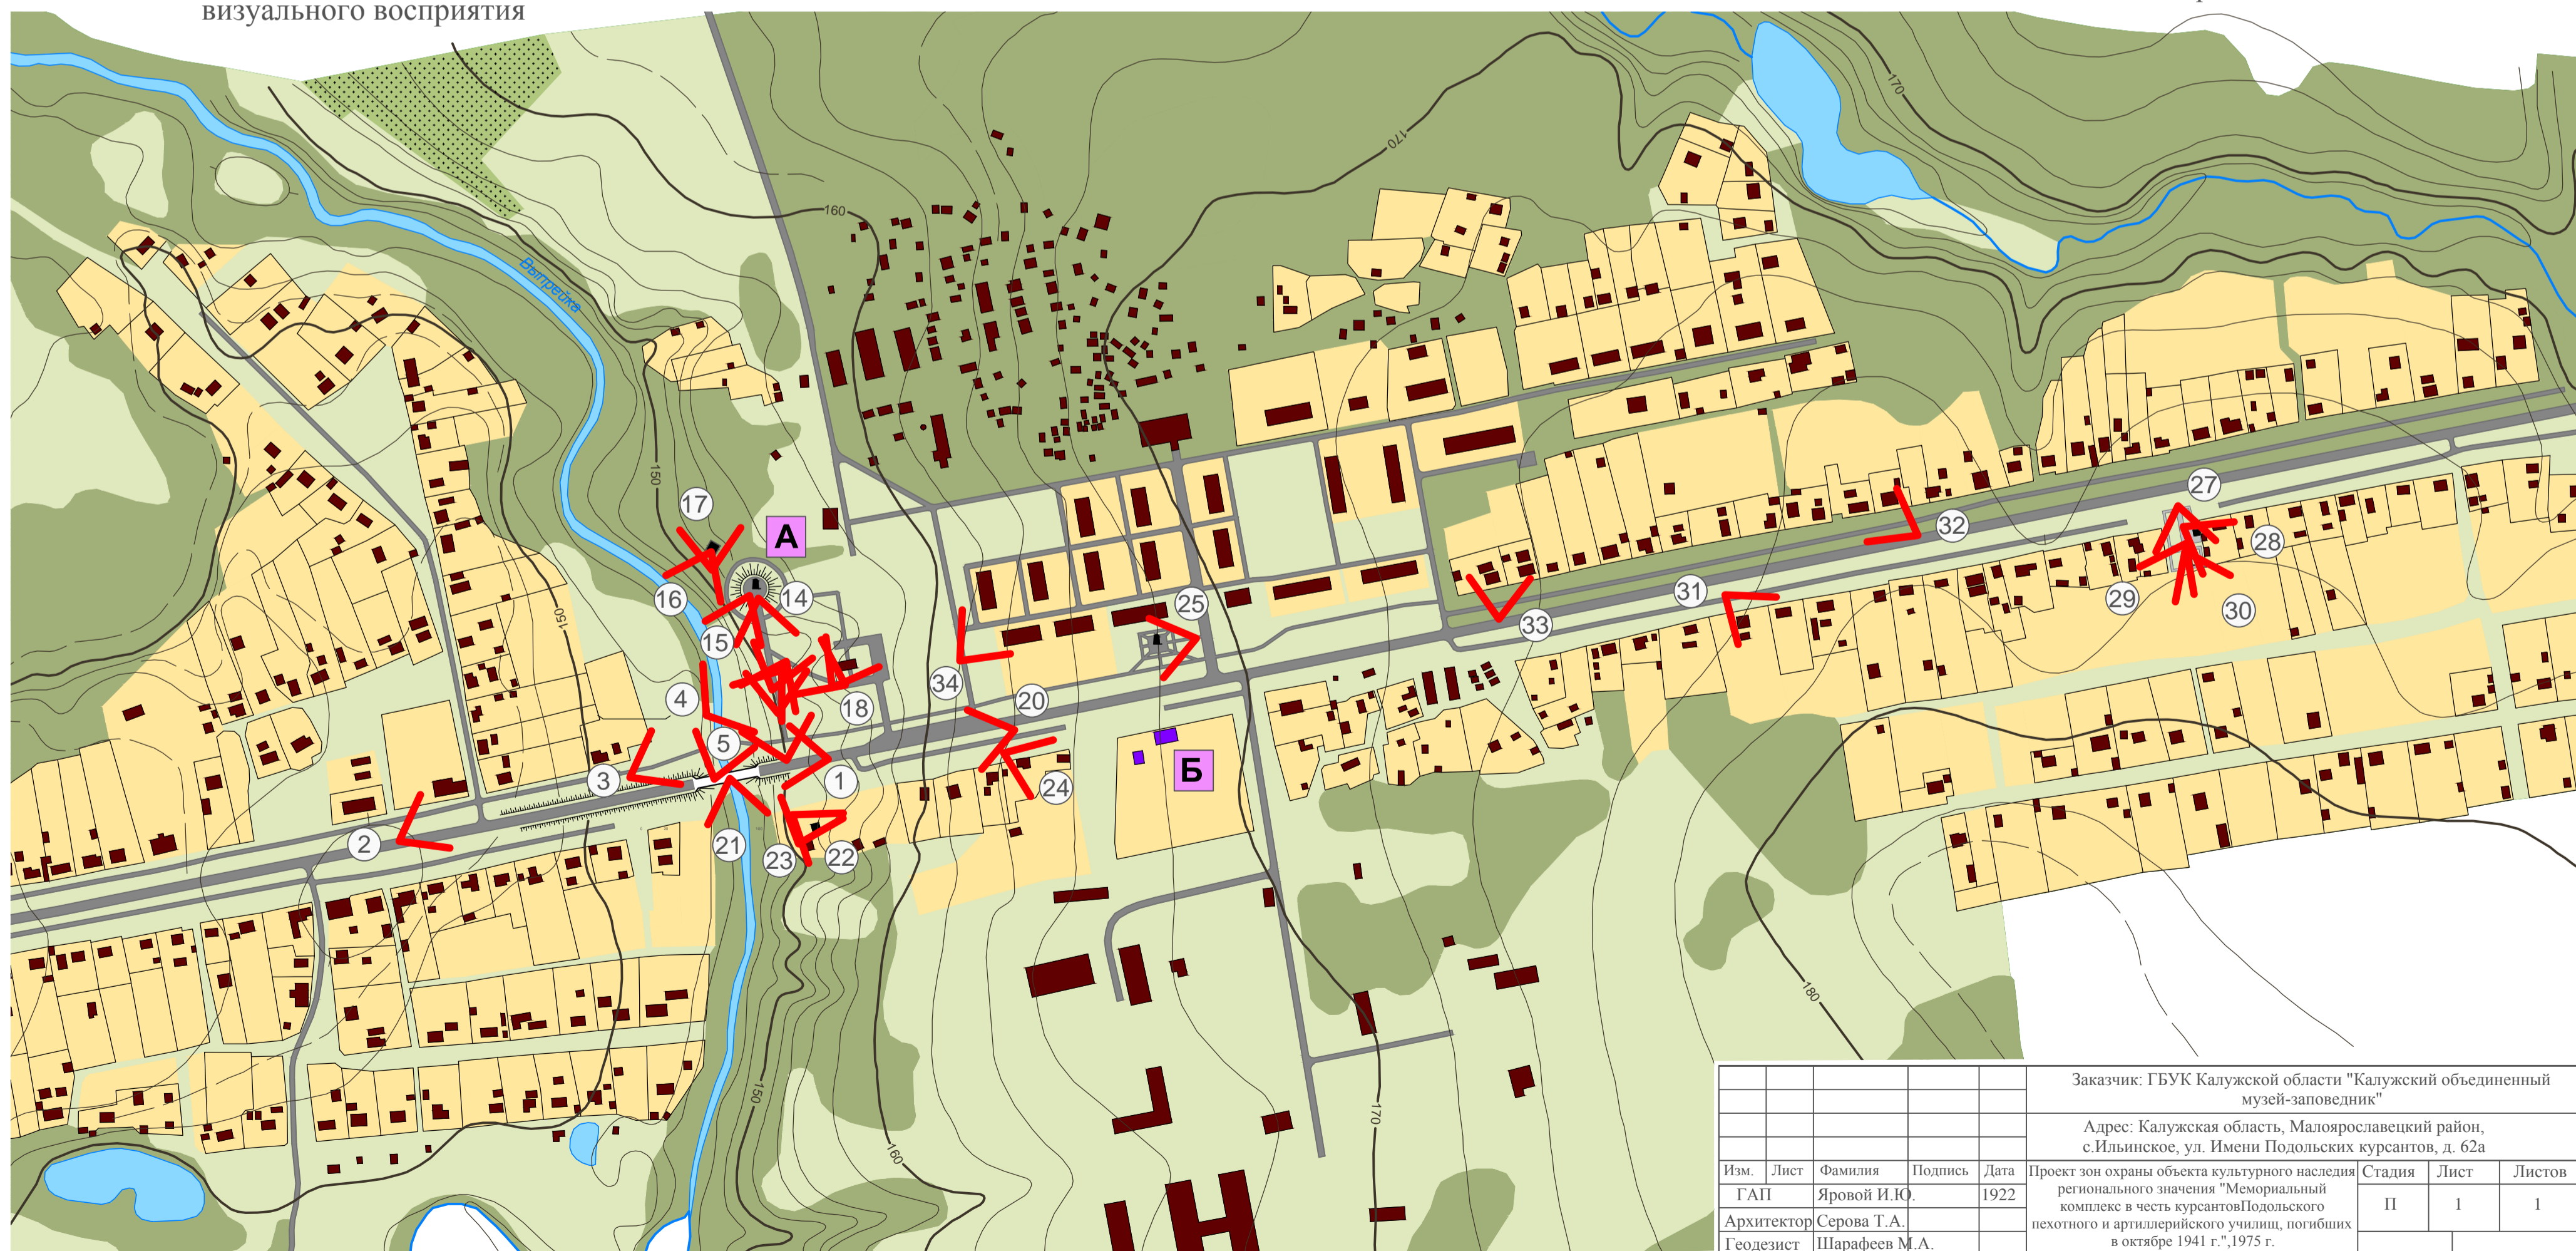 визуального восприятия
170
170
160
Вытрейка
150
17
А
27
32
28
16
14
25
31
29
30
15
33
150
4
34
20
18
5
3
1
Б
24
2
21
23
22
180
150
170
160
Заказчик: ГБУК Калужской области "Калужский объединенный
музей-заповедник"
Адрес: Калужская область, Малоярославецкий район,
с.Ильинское, ул. Имени Подольских курсантов, д. 62а
Изм. Лист Фамилия Подпись Дата
Проект зон охраны объекта культурного наследия
регионального значения "Мемориальный
комплекс в честь курсантовПодольского
пехотного и артиллерийского училищ, погибших
в октябре 1941 г.",1975 г.
Стадия Лист Листов
П 1 1
ГАП Яровой И.Ю. 1922
Архитектор Серова Т.А.
Геодезист Шарафеев М.А.